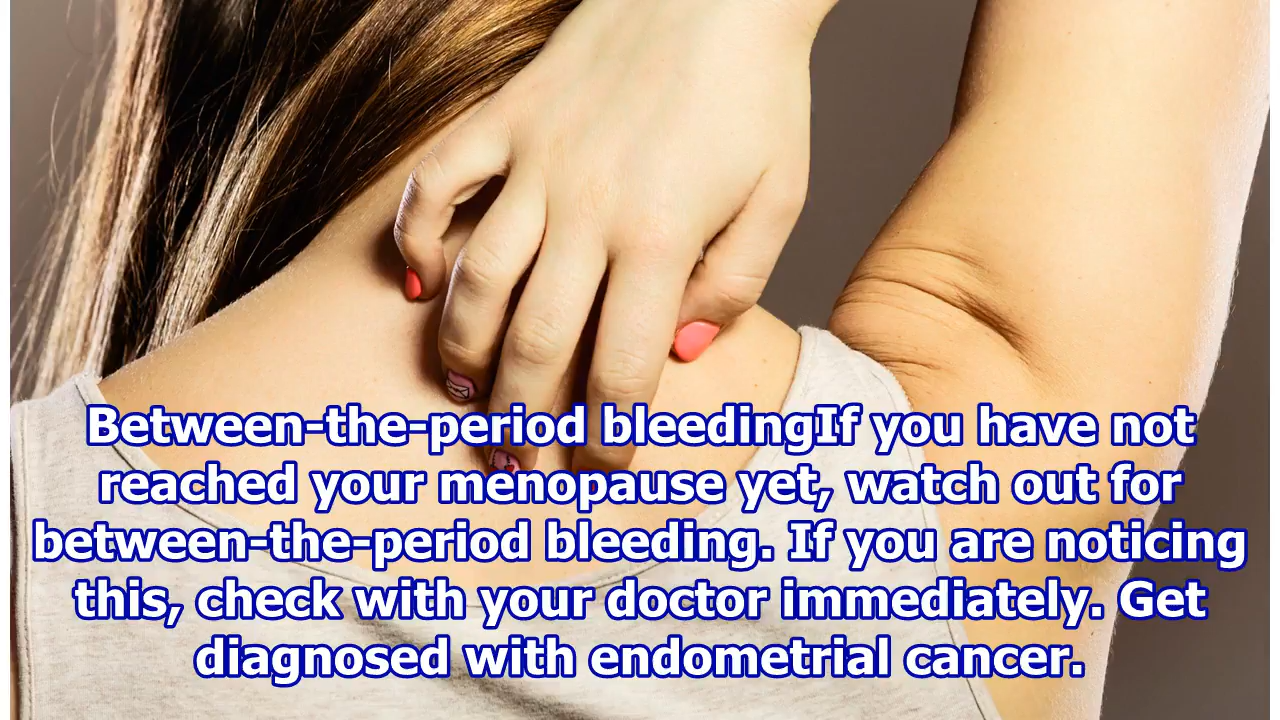 Between-the-period bleedingIf you have not
reached your menopause yet, watch out for
between-the-period bleeding. If you are noticing
this, check with your doctor immediately. Get
diagnosed with endometrial cancer.